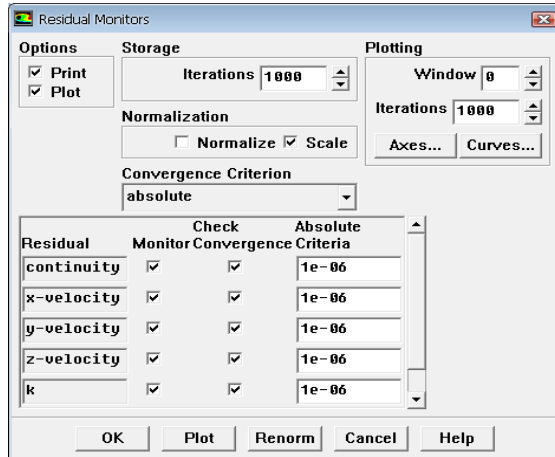 Residual Monitors
Options
Print
Plot
Storage
Iterations 1000
Normalization
Normalize Scale
Convergence Criterion
absolute
Plotting
Window 0
Iterations 1000
Axes... Curves...
Residual Monitor Check Convergence Absolute Criteria
continuity 1e-06
x-velocity 1e-06
y-velocity 1e-06
z-velocity 1e-06
k 1e-06
OK Plot Renorm Cancel Help